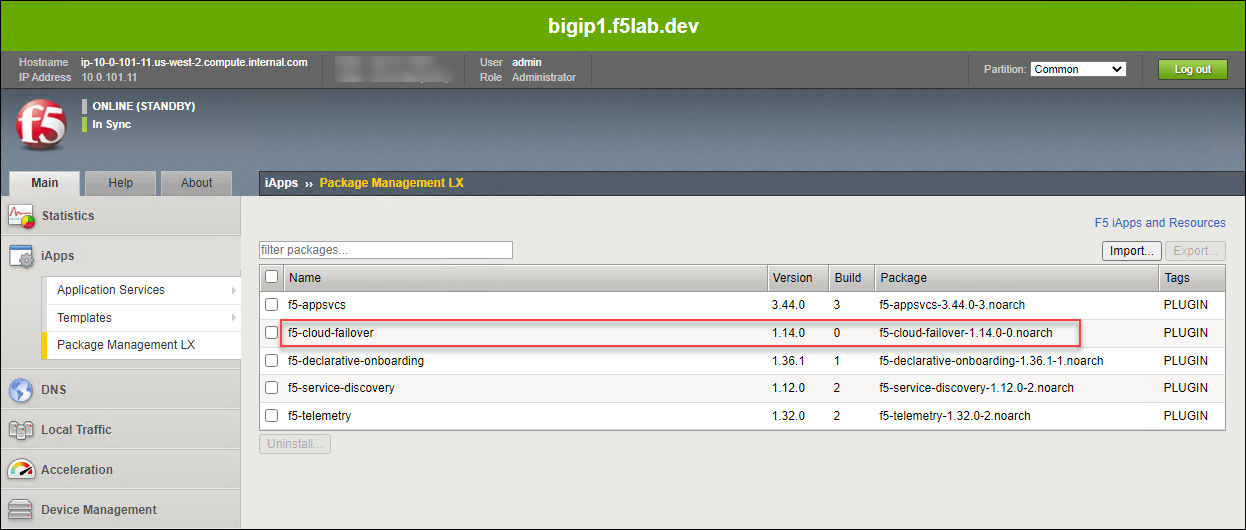 bigip1.f5lab.dev
Hostname ip-10-0-101-11.us-west-2.compute.internal.com User admin
IP Address 10.0.101.11 Role Administrator
Partition: Common Log out
f5
ONLINE (STANDBY)
In Sync
Main Help About
iApps ›› Package Management LX
Statistics
iApps
Application Services
Templates
Package Management LX
DNS
Local Traffic
Acceleration
Device Management
F5 iApps and Resources
filter packages... Import... Export...
Name Version Build Package Tags
f5-appsvcs 3.44.0 3 f5-appsvcs-3.44.0-3.noarch PLUGIN
f5-cloud-failover 1.14.0 0 f5-cloud-failover-1.14.0-0.noarch PLUGIN
f5-declarative-onboarding 1.36.1 1 f5-declarative-onboarding-1.36.1-1.noarch PLUGIN
f5-service-discovery 1.12.0 2 f5-service-discovery-1.12.0-2.noarch PLUGIN
f5-telemetry 1.32.0 2 f5-telemetry-1.32.0-2.noarch PLUGIN
Uninstall...